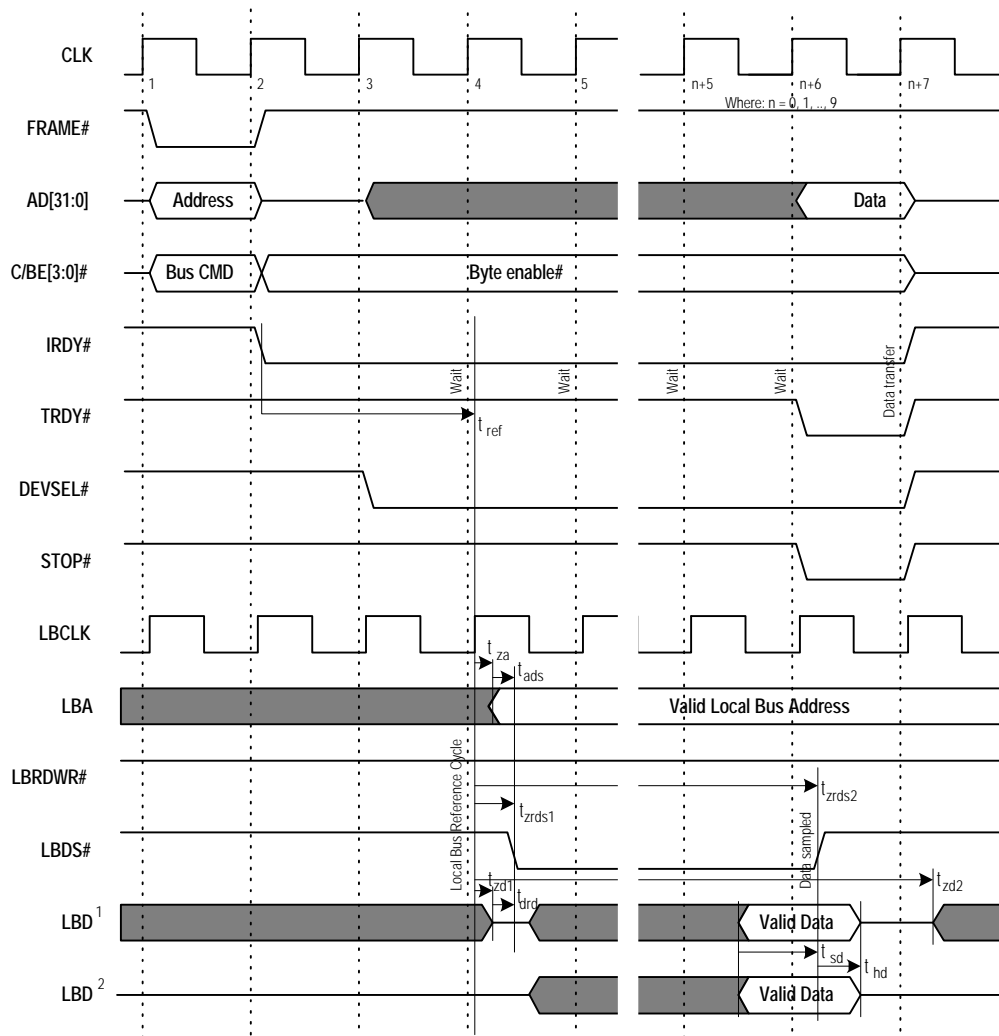 CLK
1 2 3 4 5 n+5 n+6 n+7
Where: n = 0, 1, .., 9
FRAME#
AD[31:0] Address Data
C/BE[3:0]# Bus CMD Byte enable#
IRDY#
Wait Wait Wait Wait Data transfer
TRDY#
t ref
DEVSEL#
STOP#
LBCLK
t za
t ads
LBA Valid Local Bus Address
LBRDWR#
Local Bus Reference Cycle
t zrds2
t zrds1
Data sampled
LBDS#
t zd1 t zd2
t drd
LBD 1 Valid Data
t sd
t hd
LBD 2 Valid Data